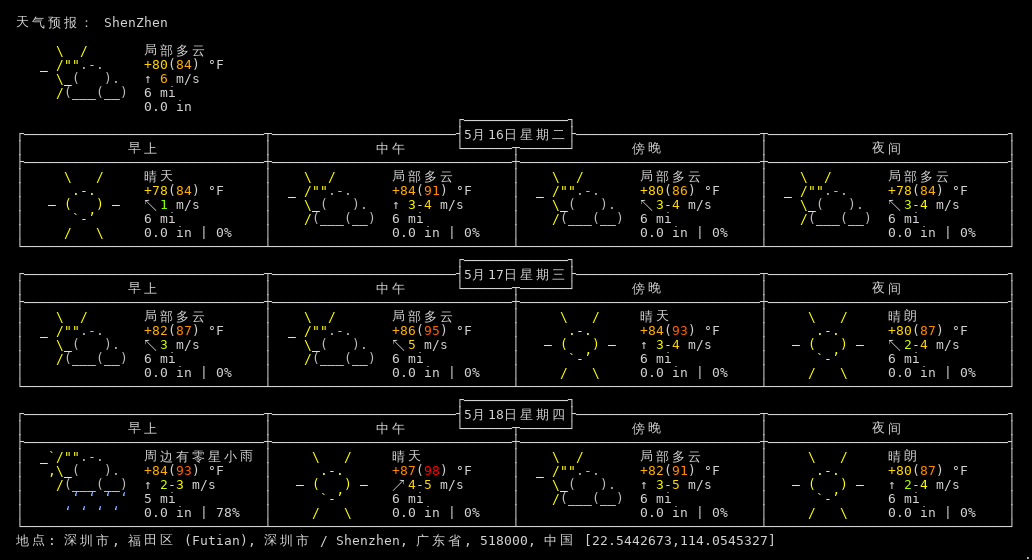 天气预报： ShenZhen
局部多云
+80(84) °F
↑ 6 m/s
6 mi
0.0 in
5月16日星期二
早上 中午 傍晚 夜间
晴天 局部多云 局部多云 局部多云
+78(84) °F +84(91) °F +80(86) °F +78(84) °F
↖ 1 m/s ↑ 3-4 m/s ↖ 3-4 m/s ↖ 3-4 m/s
6 mi 6 mi 6 mi 6 mi
0.0 in | 0% 0.0 in | 0% 0.0 in | 0% 0.0 in | 0%
5月17日星期三
早上 中午 傍晚 夜间
局部多云 局部多云 晴天 晴朗
+82(87) °F +86(95) °F +84(93) °F +80(87) °F
↖ 3 m/s ↖ 5 m/s ↑ 3-4 m/s ↖ 2-4 m/s
6 mi 6 mi 6 mi 6 mi
0.0 in | 0% 0.0 in | 0% 0.0 in | 0% 0.0 in | 0%
5月18日星期四
早上 中午 傍晚 夜间
周边有零星小雨 晴天 局部多云 晴朗
+84(93) °F +87(98) °F +82(91) °F +80(87) °F
↑ 2-3 m/s ↗ 4-5 m/s ↑ 3-5 m/s ↑ 2-4 m/s
5 mi 6 mi 6 mi 6 mi
0.0 in | 78% 0.0 in | 0% 0.0 in | 0% 0.0 in | 0%
地点: 深圳市, 福田区 (Futian), 深圳市 / Shenzhen, 广东省, 518000, 中国 [22.5442673,114.0545327]